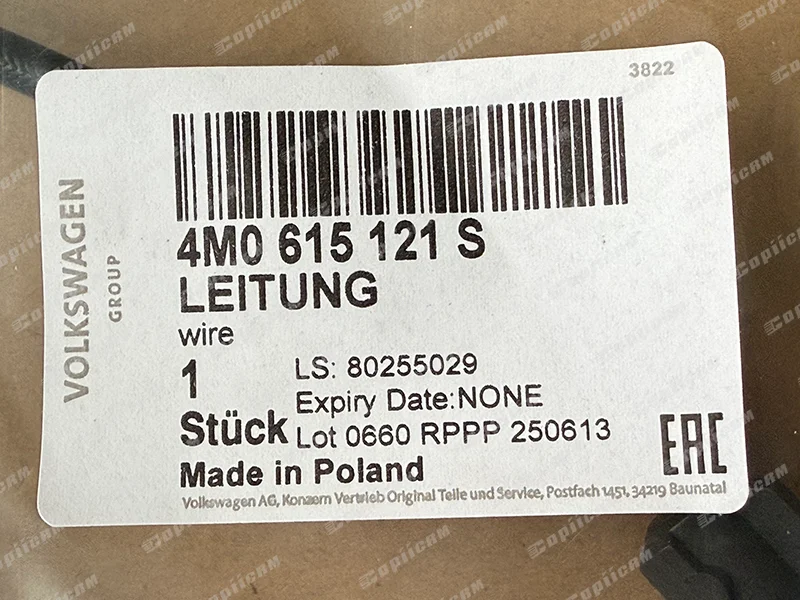 3822
VOLKSWAGEN
GROUP
4M0 615 121 S
LEITUNG
wire
1
LS: 80255029
Expiry Date:NONE
Stück
Lot 0660 RPPP 250613
Made in Poland
EAC
Volkswagen AG, Konzern Vertrieb Original Teile und Service, Postfach 1451, 34219 Baunatal
Copiicam